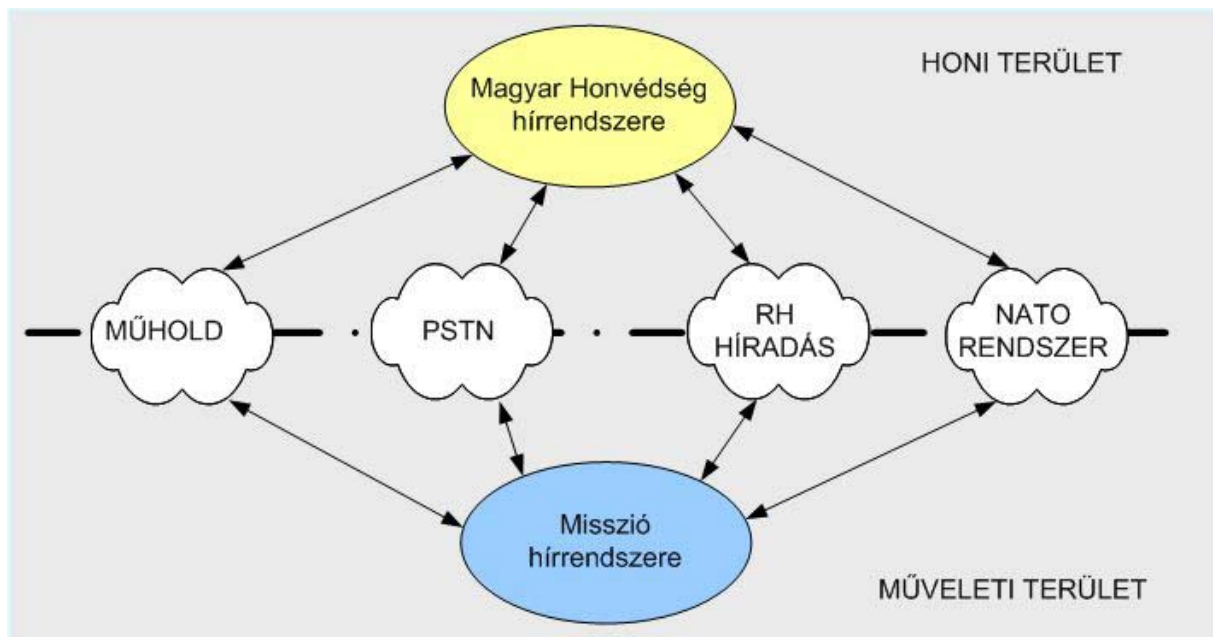 HONI TERÜLET
Magyar Honvédség
hírrendszere
MŰHOLD
PSTN
RH
HÍRADÁS
NATO
RENDSZER
Misszió
hírrendszere
MŰVELETI TERÜLET